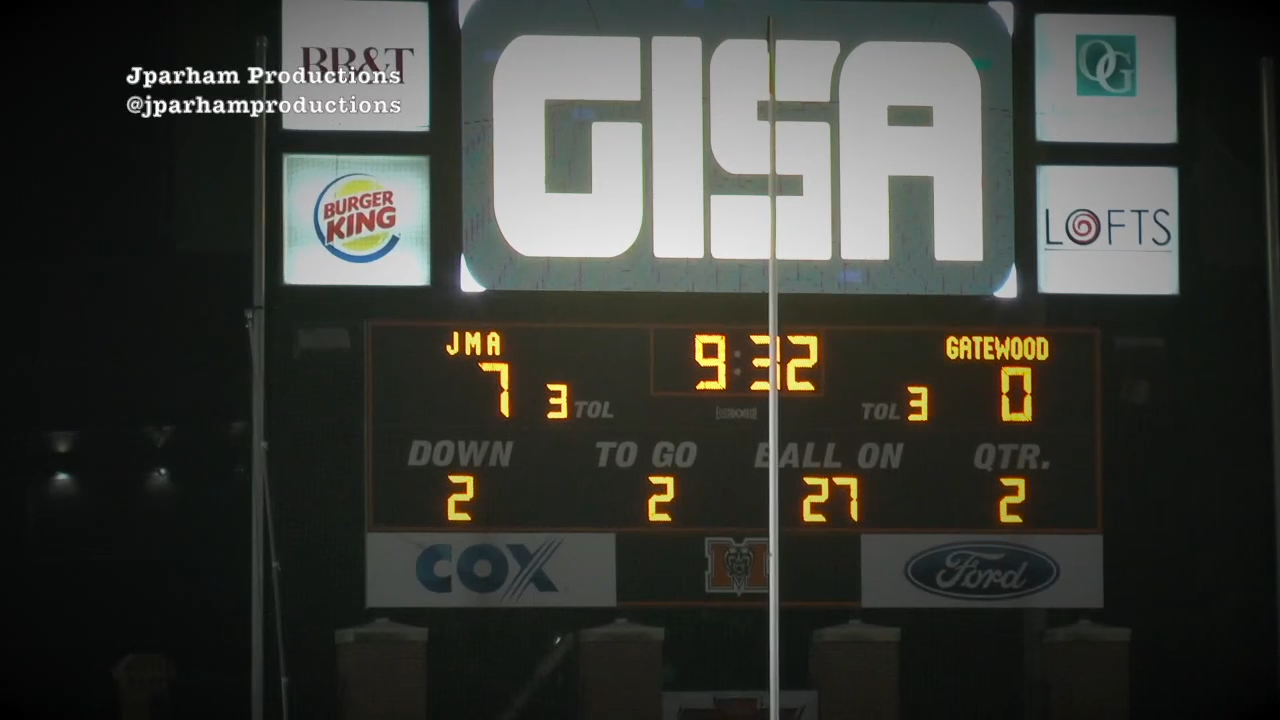 BB&T
Jparham Productions
@jparhamproductions
BURGER
KING
GISA
OG
LOFTS
JMA
9:32
GATEWOOD
7
3 TOL
TOL 3
0
DOWN
TO GO
BALL ON
QTR.
2
2
27
2
COX
M
Ford